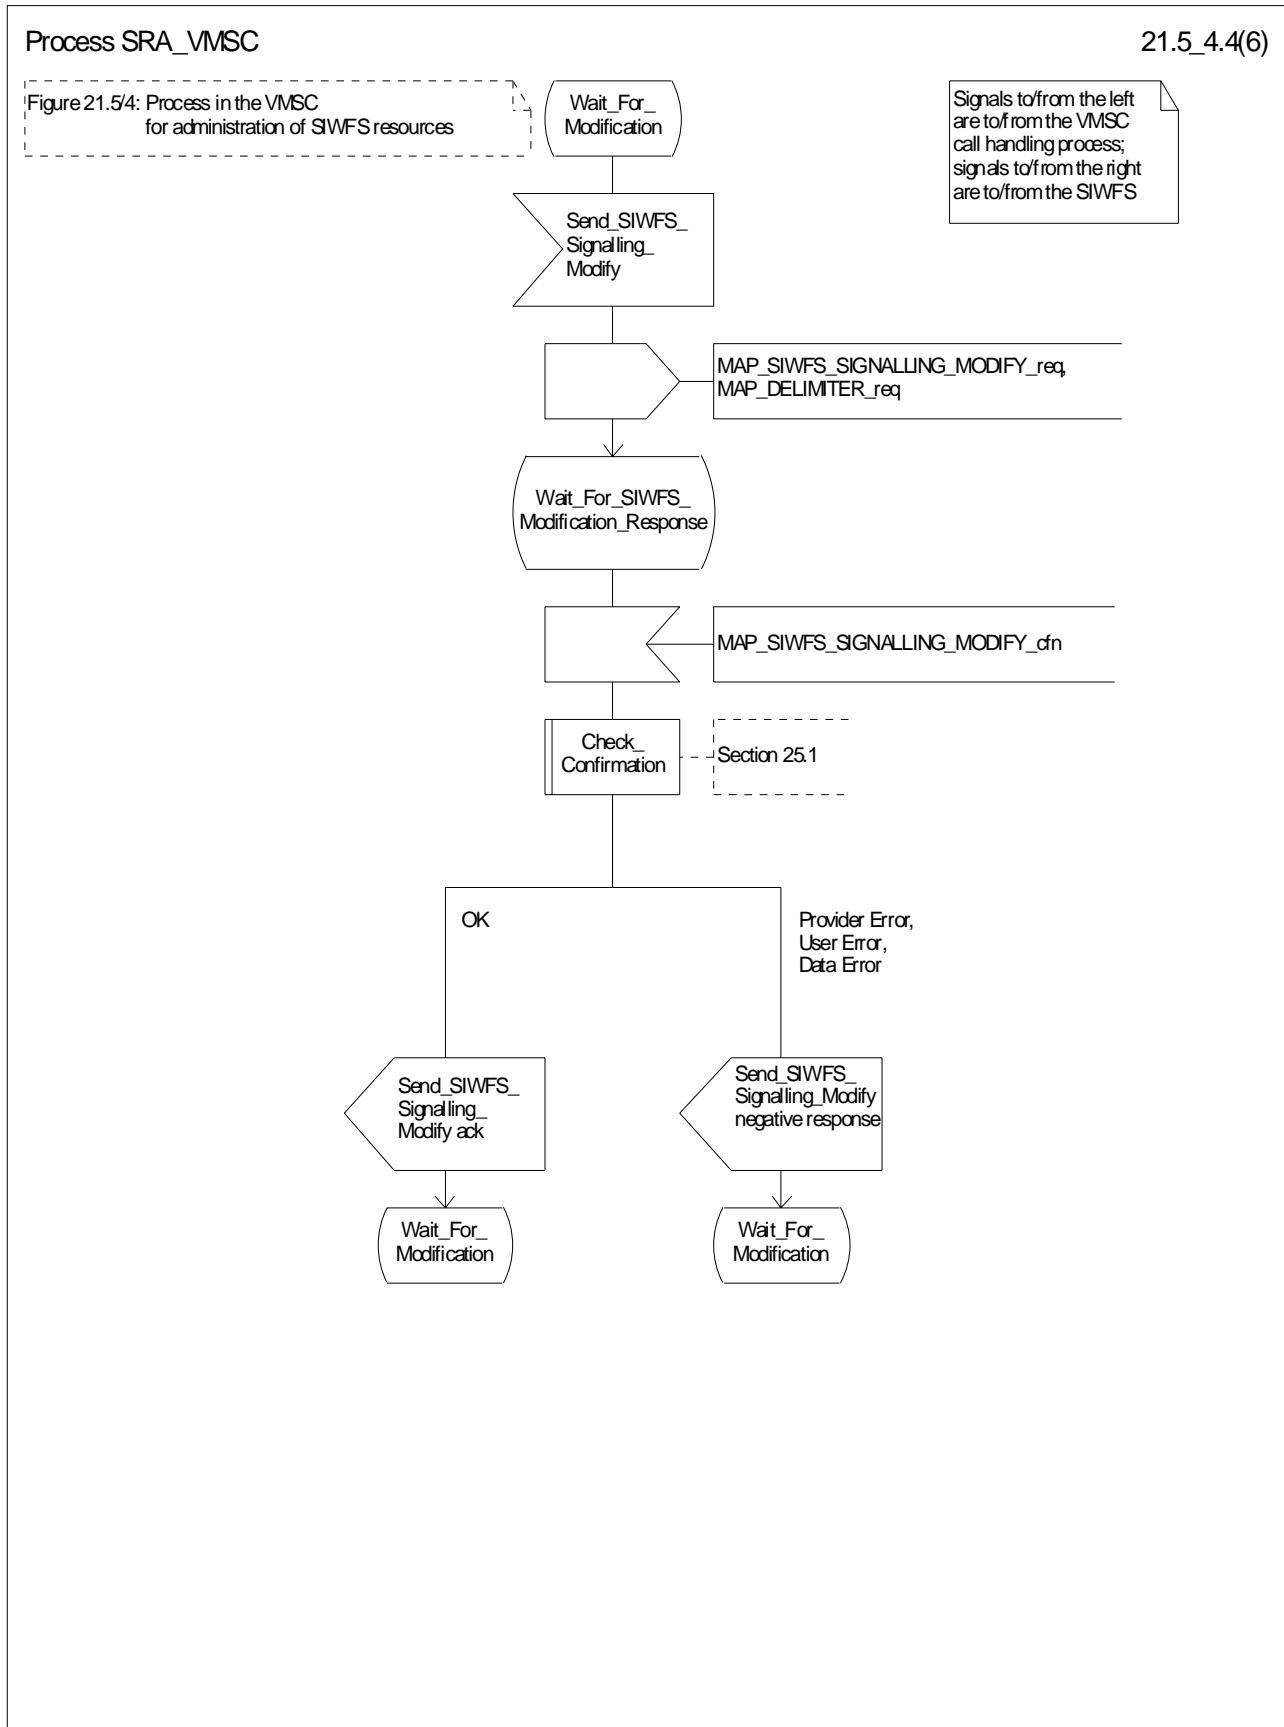 Process SRA_VMSC
21.5_4.4(6)
Figure 21.5/4: Process in the VMSC
for administration of SIWFS resources
Wait_For_
Modification
Signals to/from the left
are to/from the VMSC
call handling process;
signals to/from the right
are to/from the SIWFS
Send_SIWFS_
Signalling_
Modify
MAP_SIWFS_SIGNALLING_MODIFY_req,
MAP_DELIMITER_req
Wait_For_SIWFS_
Modification_Response
MAP_SIWFS_SIGNALLING_MODIFY_cfn
Check_
Confirmation
Section 25.1
OK
Provider Error,
User Error,
Data Error
Send_SIWFS_
Signalling_
Modify ack
Send_SIWFS_
Signalling_Modify
negative response
Wait_For_
Modification
Wait_For_
Modification